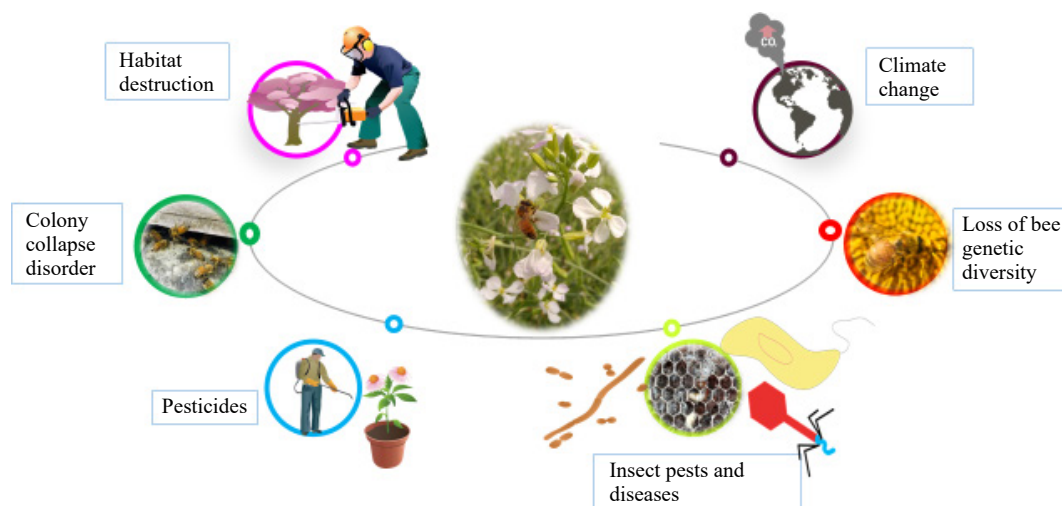 Habitat
destruction
CO₂
Climate
change
Colony
collapse
disorder
Loss of bee
genetic
diversity
Pesticides
Insect pests and
diseases